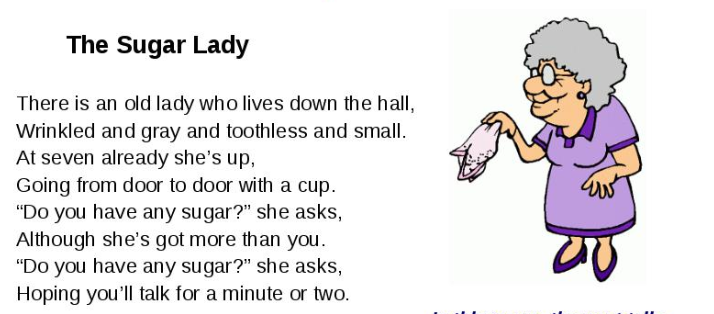 The Sugar Lady
There is an old lady who lives down the hall,
Wrinkled and gray and toothless and small.
At seven already she’s up,
Going from door to door with a cup.
“Do you have any sugar?” she asks,
Although she’s got more than you.
“Do you have any sugar?” she asks,
Hoping you’ll talk for a minute or two.